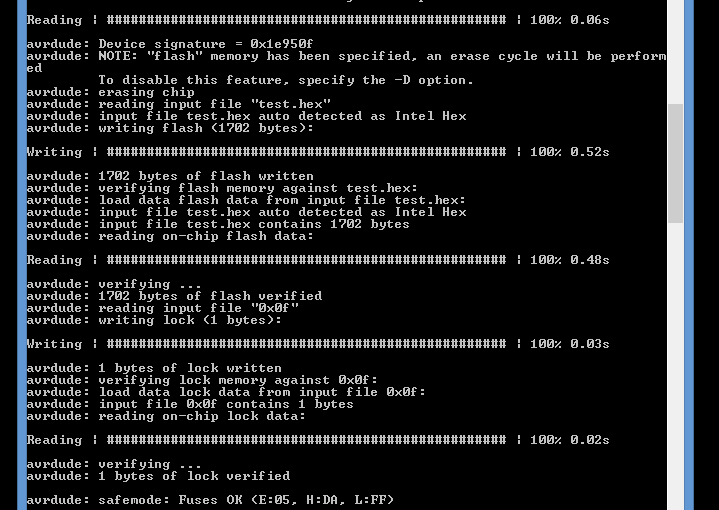 Reading | ################################################## | 100% 0.06s
avrdude: Device signature = 0x1e950f
avrdude: NOTE: "flash" memory has been specified, an erase cycle will be perform
ed
         To disable this feature, specify the -D option.
avrdude: erasing chip
avrdude: reading input file "test.hex"
avrdude: input file test.hex auto detected as Intel Hex
avrdude: writing flash (1702 bytes):
Writing | ################################################## | 100% 0.52s
avrdude: 1702 bytes of flash written
avrdude: verifying flash memory against test.hex:
avrdude: load data flash data from input file test.hex:
avrdude: input file test.hex auto detected as Intel Hex
avrdude: input file test.hex contains 1702 bytes
avrdude: reading on-chip flash data:
Reading | ################################################## | 100% 0.48s
avrdude: verifying ...
avrdude: 1702 bytes of flash verified
avrdude: reading input file "0x0f"
avrdude: writing lock (1 bytes):
Writing | ################################################## | 100% 0.03s
avrdude: 1 bytes of lock written
avrdude: verifying lock memory against 0x0f:
avrdude: load data lock data from input file 0x0f:
avrdude: input file 0x0f contains 1 bytes
avrdude: reading on-chip lock data:
Reading | ################################################## | 100% 0.02s
avrdude: verifying ...
avrdude: 1 bytes of lock verified
avrdude: safemode: Fuses OK (E:05, H:DA, L:FF)